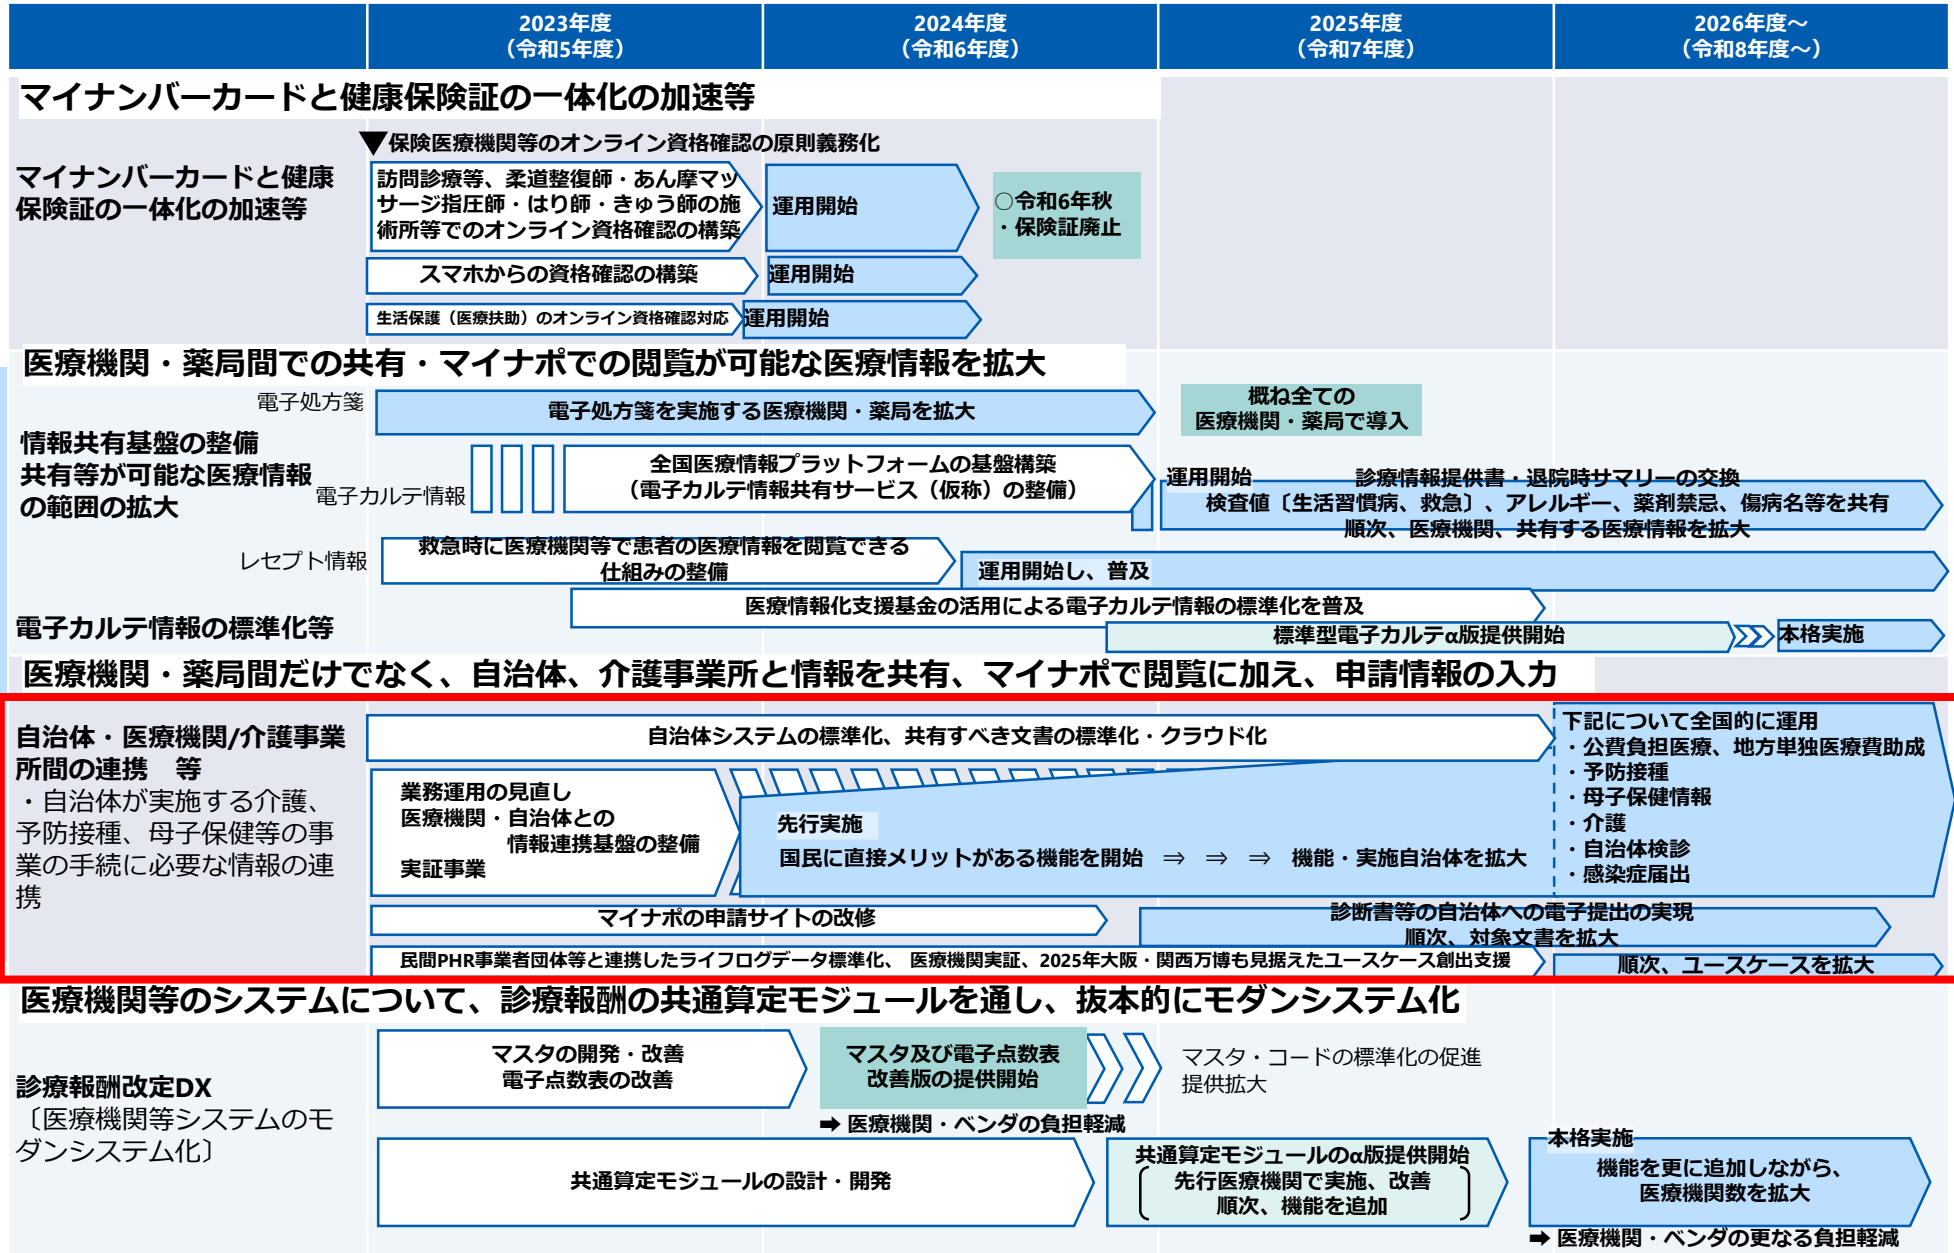 2023年度
（令和5年度）
2024年度
（令和6年度）
2025年度
（令和7年度）
2026年度～
（令和8年度～）
マイナンバーカードと健康保険証の一体化の加速等
マイナンバーカードと健康
保険証の一体化の加速等
▼保険医療機関等のオンライン資格確認の原則義務化
訪問診療等、柔道整復師・あん摩マッ
サージ指圧師・はり師・きゅう師の施
術所等でのオンライン資格確認の構築
運用開始
○令和6年秋
・保険証廃止
スマホからの資格確認の構築
運用開始
生活保護（医療扶助）のオンライン資格確認対応
運用開始
医療機関・薬局間での共有・マイナポでの閲覧が可能な医療情報を拡大
情報共有基盤の整備
共有等が可能な医療情報
の範囲の拡大
電子処方箋
電子処方箋を実施する医療機関・薬局を拡大
概ね全ての
医療機関・薬局で導入
電子カルテ情報
全国医療情報プラットフォームの基盤構築
（電子カルテ情報共有サービス（仮称）の整備）
運用開始
診療情報提供書・退院時サマリーの交換
検査値〔生活習慣病、救急〕、アレルギー、薬剤禁忌、傷病名等を共有
順次、医療機関、共有する医療情報を拡大
レセプト情報
救急時に医療機関等で患者の医療情報を閲覧できる
仕組みの整備
運用開始し、普及
電子カルテ情報の標準化等
医療情報化支援基金の活用による電子カルテ情報の標準化を普及
標準型電子カルテα版提供開始
本格実施
医療機関・薬局間だけでなく、自治体、介護事業所と情報を共有、マイナポで閲覧に加え、申請情報の入力
自治体・医療機関/介護事業
所間の連携　等
・自治体が実施する介護、
予防接種、母子保健等の事
業の手続に必要な情報の連
携
自治体システムの標準化、共有すべき文書の標準化・クラウド化
業務運用の見直し
医療機関・自治体との
情報連携基盤の整備
実証事業
先行実施
国民に直接メリットがある機能を開始　⇒　⇒　⇒　機能・実施自治体を拡大
下記について全国的に運用
・公費負担医療、地方単独医療費助成
・予防接種
・母子保健情報
・介護
・自治体検診
・感染症届出
マイナポの申請サイトの改修
診断書等の自治体への電子提出の実現
順次、対象文書を拡大
民間PHR事業者団体等と連携したライフログデータ標準化、 医療機関実証、2025年大阪・関西万博も見据えたユースケース創出支援
順次、ユースケースを拡大
医療機関等のシステムについて、診療報酬の共通算定モジュールを通し、抜本的にモダンシステム化
診療報酬改定DX
〔医療機関等システムのモ
ダンシステム化〕
マスタの開発・改善
電子点数表の改善
マスタ及び電子点数表
改善版の提供開始
マスタ・コードの標準化の促進
提供拡大
➡ 医療機関・ベンダの負担軽減
共通算定モジュールの設計・開発
共通算定モジュールのα版提供開始
先行医療機関で実施、改善
順次、機能を追加
本格実施
機能を更に追加しながら、
医療機関数を拡大
➡ 医療機関・ベンダの更なる負担軽減